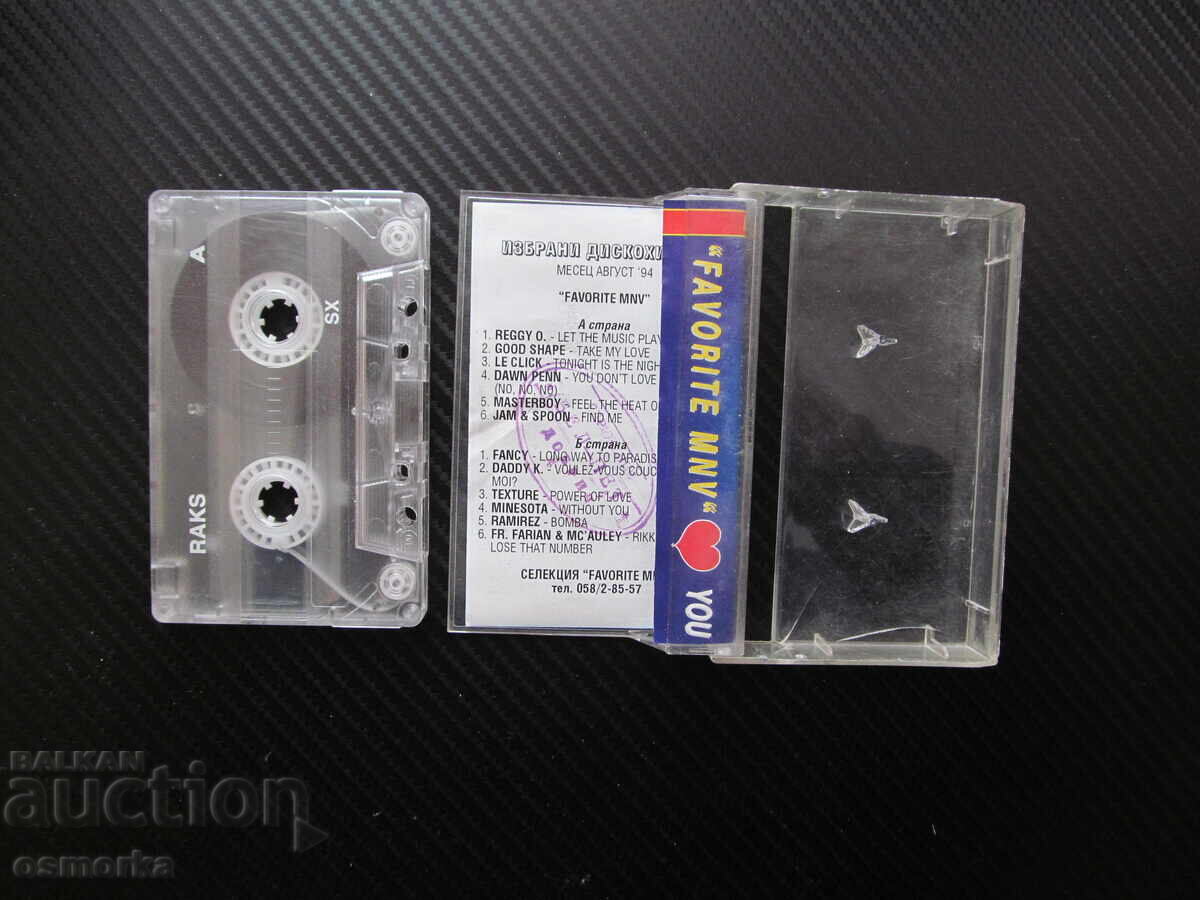 A
SX
RAKS
ИЗБРАНИ
МЕСЕЦ АВГУСТ '94
"FAVORITE MNV"
А страна
1. REGGY O. - LET THE MUSIC PLAY
2. GOOD SHAPE - TAKE MY LOVE
3. LE CLICK - TONIGHT IS THE NIGH
4. DAWN PENN - YOU DON'T LOVE
(NO, NO, NO)
5. MASTERBOY - FEEL THE HEAT O
6. JAM & SPOON - FIND ME
Б страна
1. FANCY - LONG WAY TO PARADIS
2. DADDY K. - VOULEZ-VOUS COUC
MOI?
3. TEXTURE - POWER OF LOVE
4. MINESOTA - WITHOUT YOU
5. RAMIREZ - BOMBA
6. FR. FARIAN & MC'AULEY - RIKK
LOSE THAT NUMBER
СЕЛЕКЦИЯ "FAVORITE M
тел. 058/2-85-57
"FAVORITE MNV" YOU
BALKAN
auction
osmorka